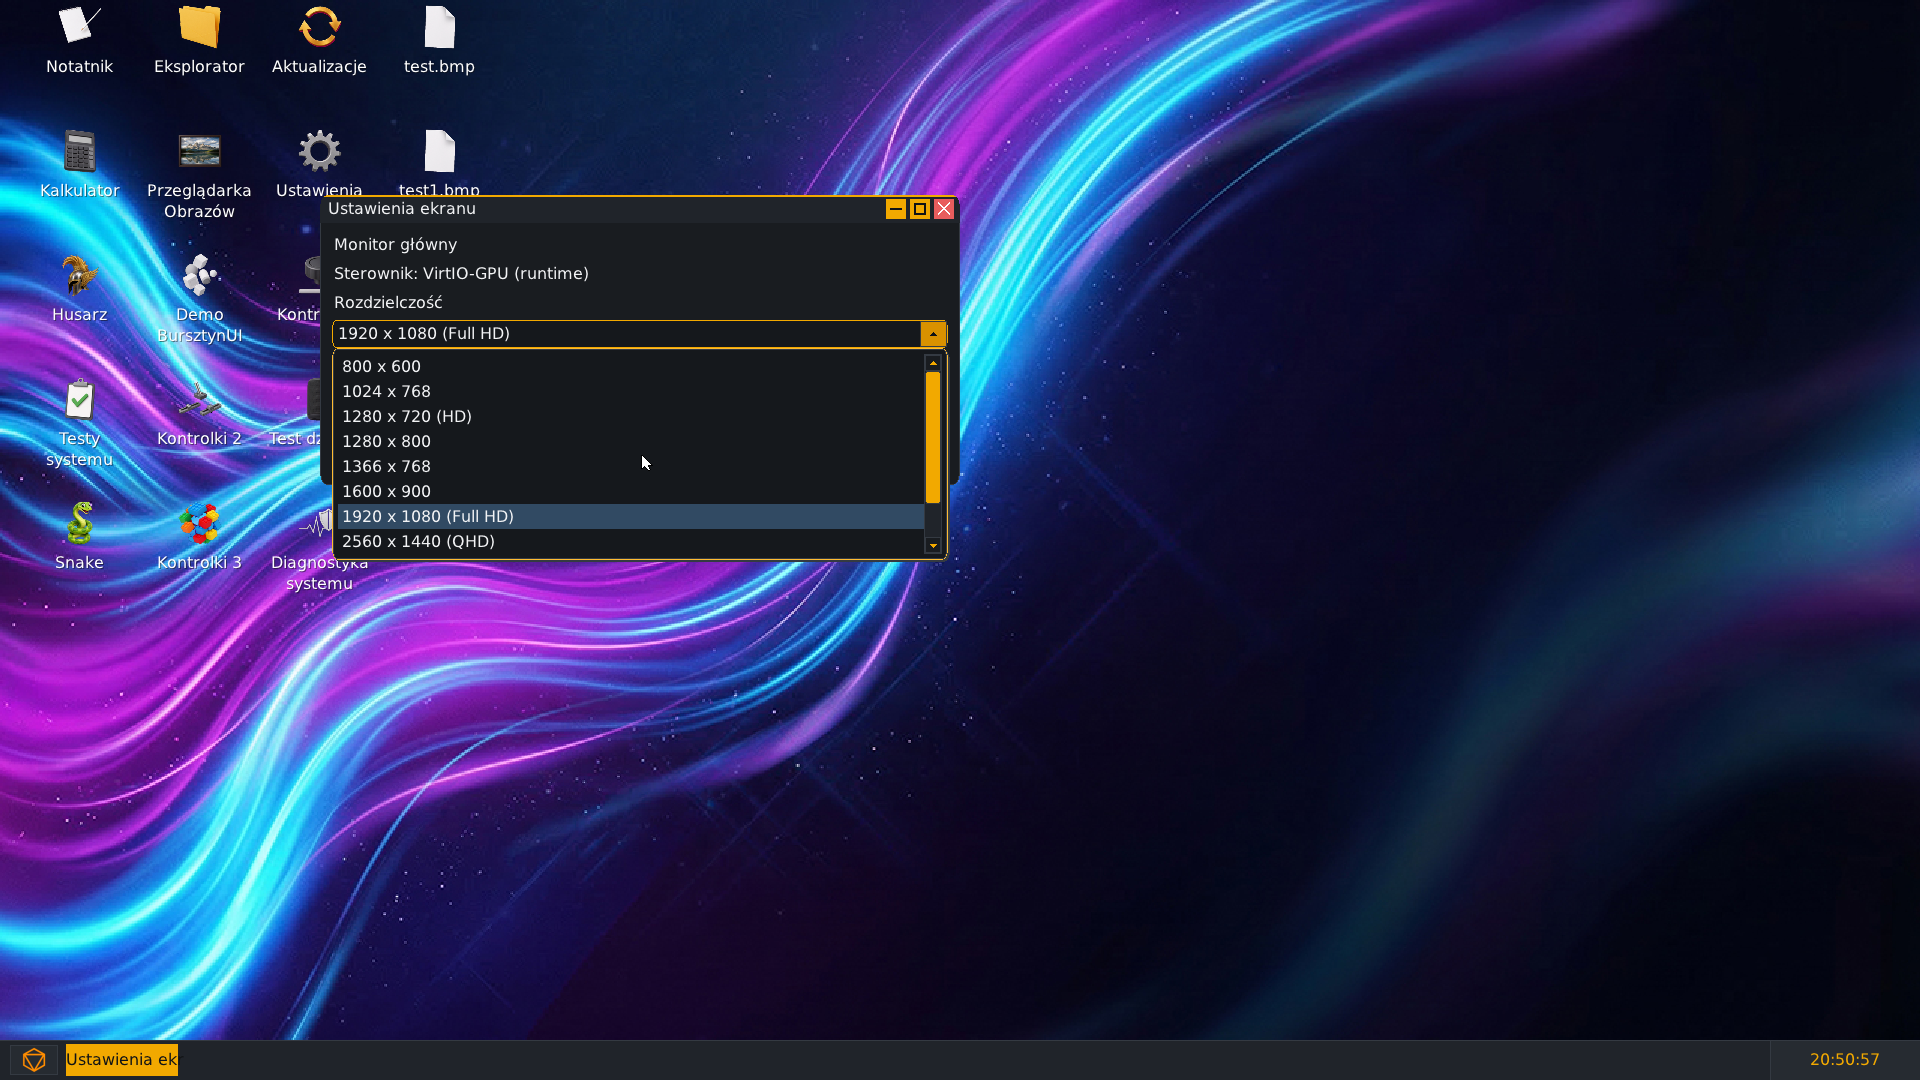 Notatnik
Eksplorator
Aktualizacje
test.bmp
Kalkulator
Przeglądarka
Obrazów
Ustawienia
test1.bmp
Husarz
Demo
BursztynUI
Kontr
Testy
systemu
Kontrolki 2
Test dz
Snake
Kontrolki 3
Diagnostyka
systemu
Ustawienia ekranu
Monitor główny
Sterownik: VirtIO-GPU (runtime)
Rozdzielczość
1920 x 1080 (Full HD)
800 x 600
1024 x 768
1280 x 720 (HD)
1280 x 800
1366 x 768
1600 x 900
1920 x 1080 (Full HD)
2560 x 1440 (QHD)
Ustawienia ekr
20:50:57